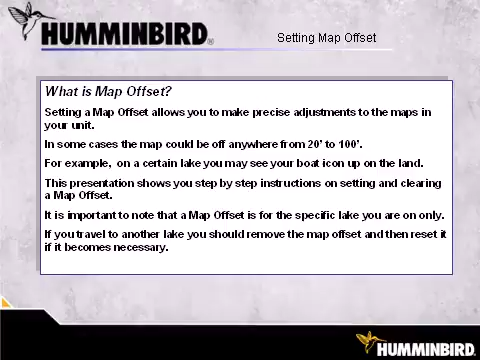 HUMMINBIRD®
Setting Map Offset
What is Map Offset?
Setting a Map Offset allows you to make precise adjustments to the maps in
your unit.
In some cases the map could be off anywhere from 20' to 100'.
For example, on a certain lake you may see your boat icon up on the land.
This presentation shows you step by step instructions on setting and clearing
a Map Offset.
It is important to note that a Map Offset is for the specific lake you are on only.
If you travel to another lake you should remove the map offset and then reset it
if it becomes necessary.
HUMMINBIRD